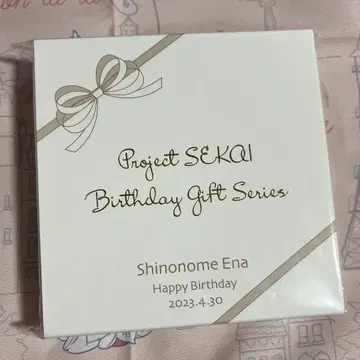 Project SEKAI
Birthday Gift Series
Shinonome Ena
Happy Birthday
2023.4.30